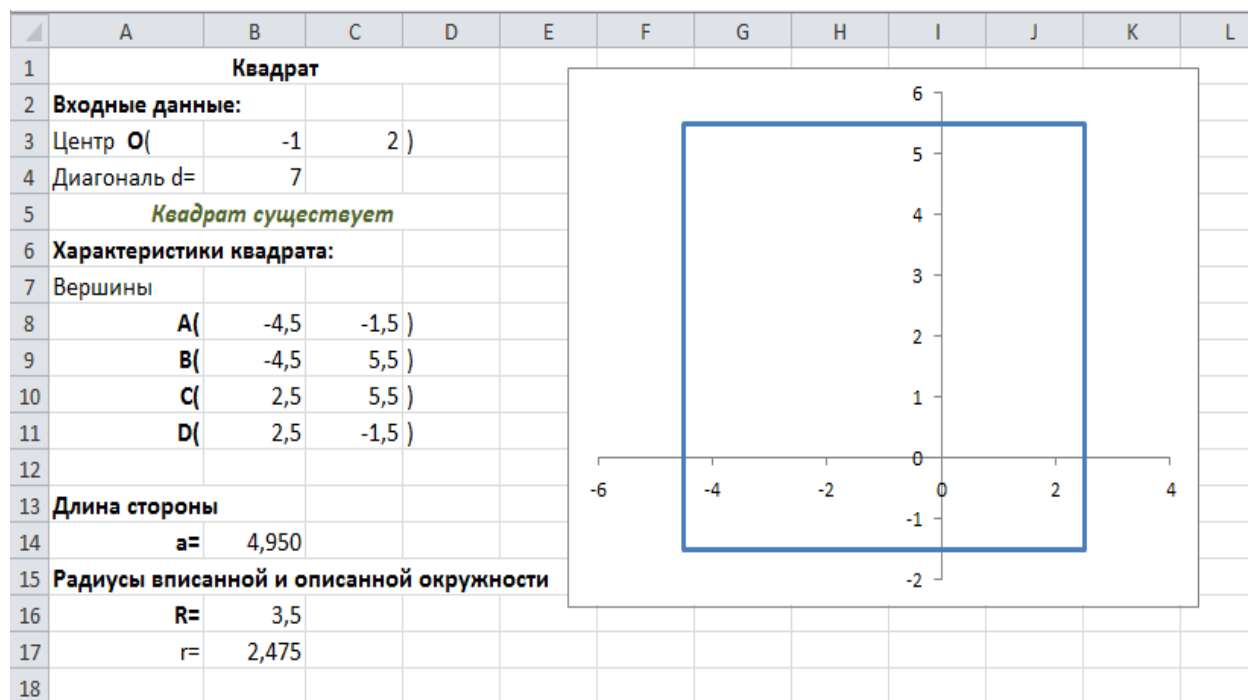 A B C D E F G H I J K L
1 Квадрат
2 Входные данные:
3 Центр O( -1 2 )
4 Диагональ d= 7
5 Квадрат существует
6 Характеристики квадрата:
7 Вершины
8 A( -4,5 -1,5 )
9 B( -4,5 5,5 )
10 C( 2,5 5,5 )
11 D( 2,5 -1,5 )
12
13 Длина стороны
14 a= 4,950
15 Радиусы вписанной и описанной окружности
16 R= 3,5
17 r= 2,475
18
6
5
4
3
2
1
0
-6 -4 -2 0 2 4
-1
-2